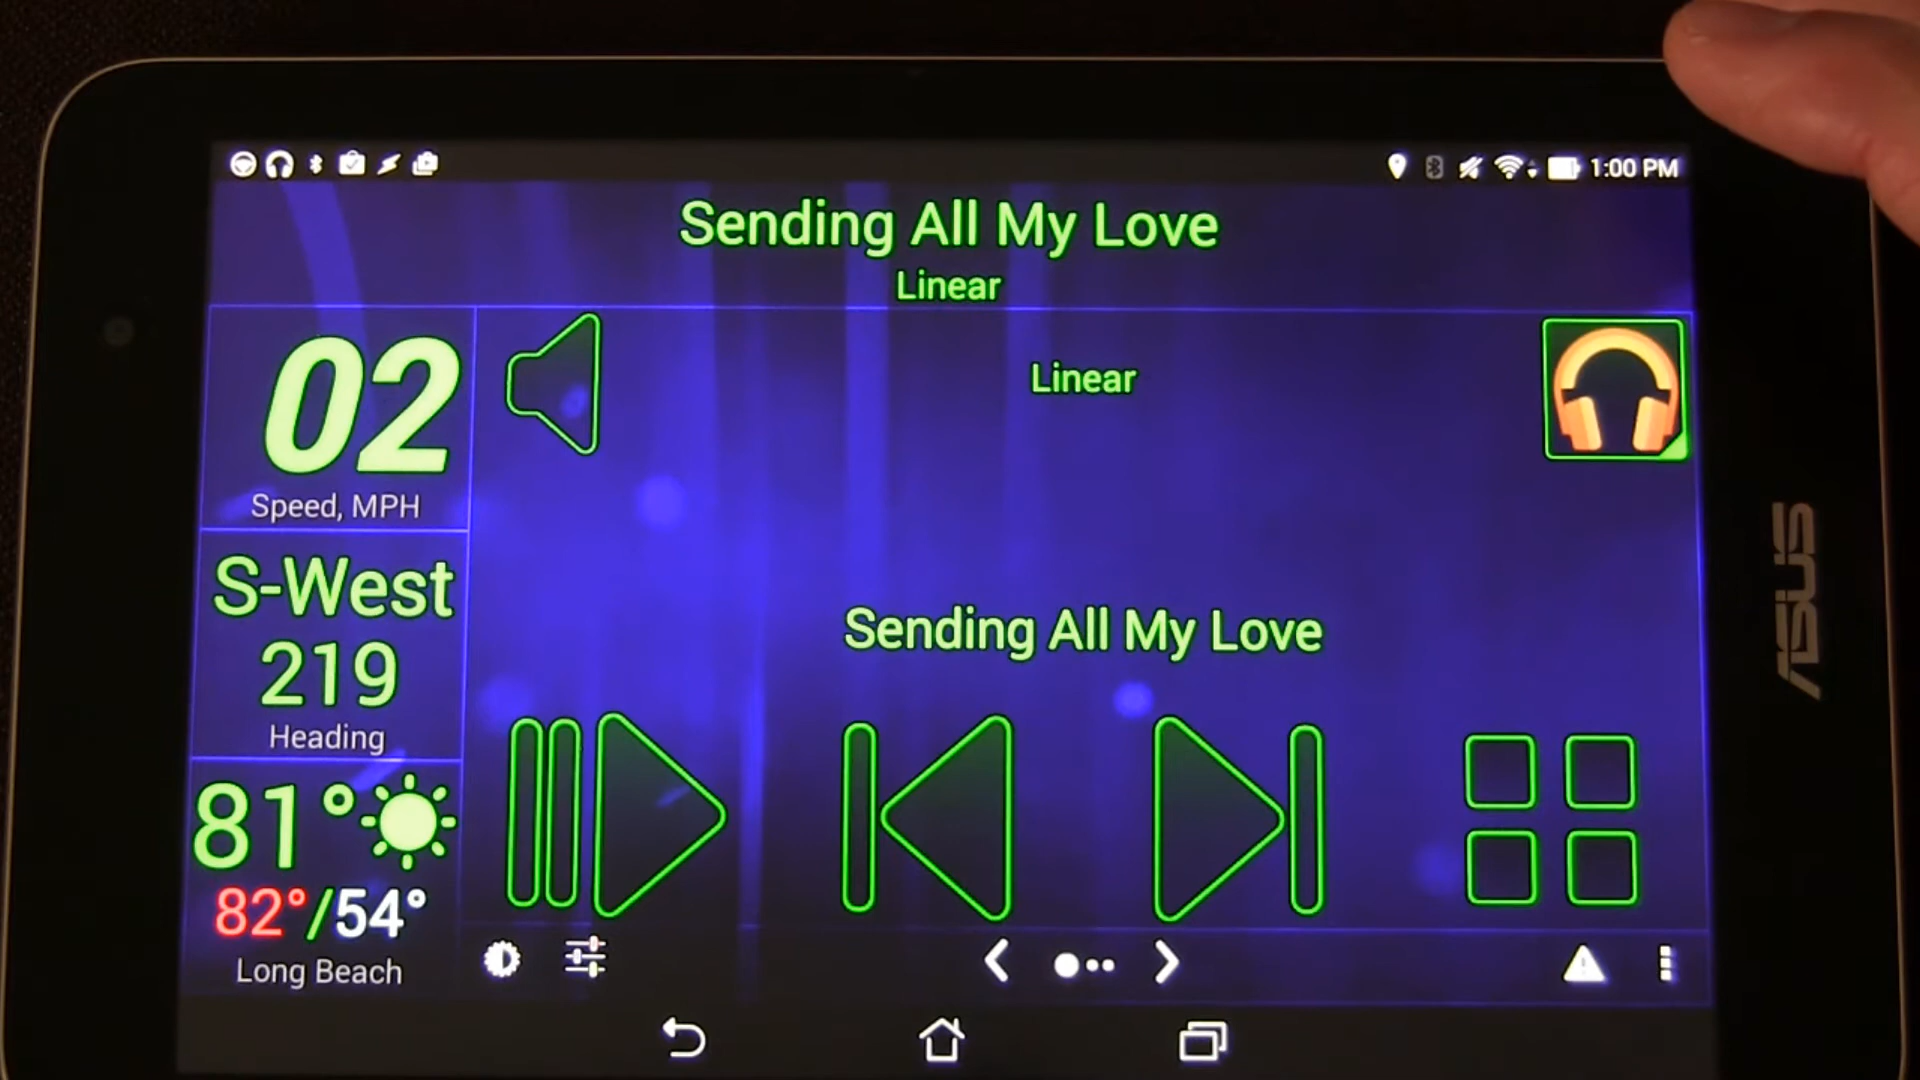 1:00 PM
Sending All My Love
Linear
02
Speed, MPH
S-West
219
Heading
81°
82°/54°
Long Beach
Linear
Sending All My Love
ASUS